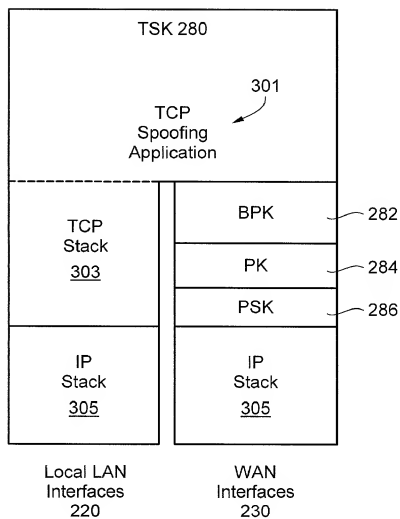 TSK 280
301
TCP
Spoofing
Application
TCP
Stack
303
BPK
282
PK
284
PSK
286
IP
Stack
305
IP
Stack
305
Local LAN
Interfaces
220
WAN
Interfaces
230